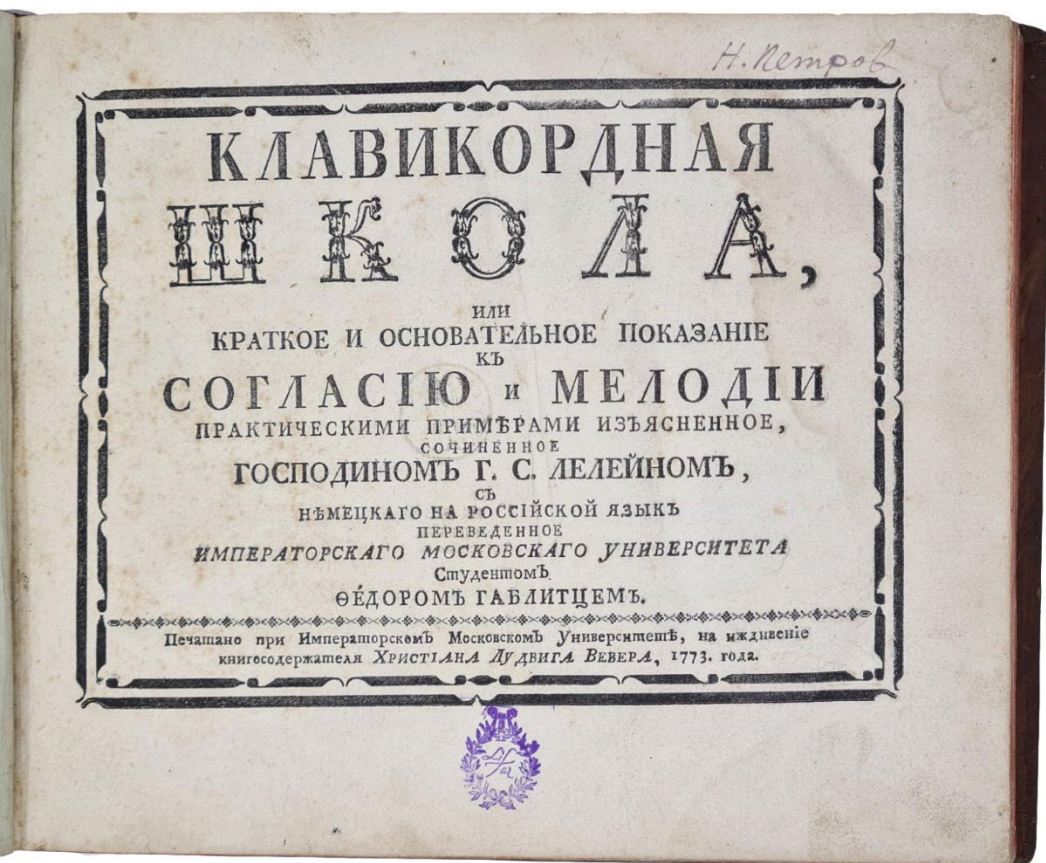 Н. Петров
КЛАВИКОРДНАЯ
ШКОЛА,
ИЛИ
КРАТКОЕ И ОСНОВАТЕЛЬНОЕ ПОКАЗАНІЕ
КЪ
СОГЛАСІЮ И МЕЛОДІИ
ПРАКТИЧЕСКИМИ ПРИМѢРАМИ ИЗЪЯСНЕННОЕ,
СОЧИНЕННОЕ
ГОСПОДИНОМЪ Г. С. ЛЕЛЕЙНОМЪ,
СЪ
НѢМЕЦКАГО НА РОССІЙСКОЙ ЯЗЫКЪ
ПЕРЕВЕДЕННОЕ
ИМПЕРАТОРСКАГО МОСКОВСКАГО УНИВЕРСИТЕТА
Студентомъ
ѲЕ́ДОРОМЪ ГАБЛИТЦЕМЪ.
Печатано при Императорскомъ Московскомъ Университетѣ, на иждивеніе
книгосодержателя ХРИСТІАНА ЛУДВИГА ВЕВЕРА, 1773. года.